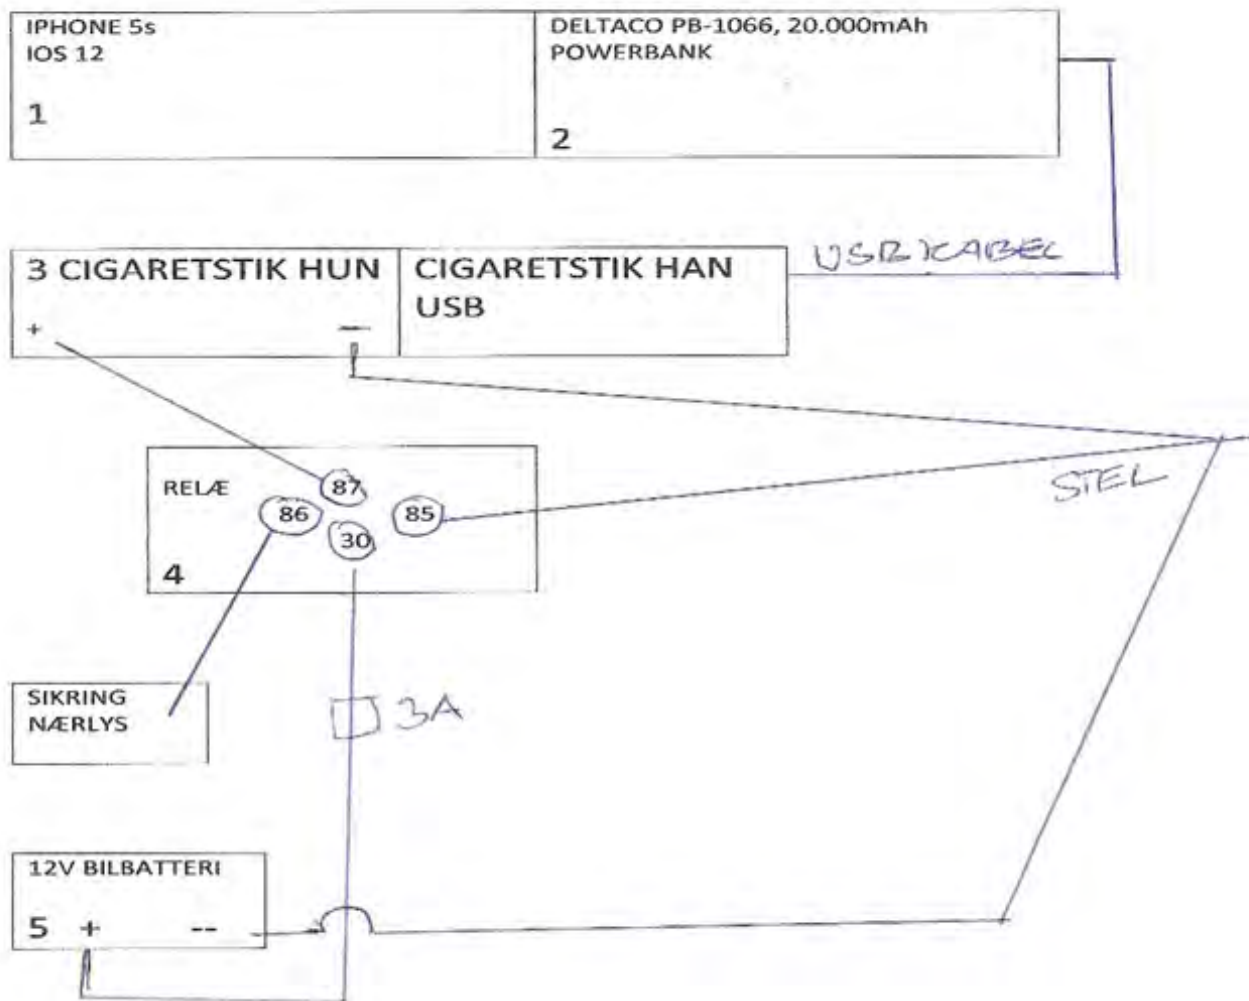 IPHONE 5s
IOS 12
1
DELTACO PB-1066, 20.000mAh
POWERBANK
2
3 CIGARETSTIK HUN
+ —
CIGARETSTIK HAN
USB
USB KABEL
RELÆ
87
86
85
30
4
STEL
SIKRING
NÆRLYS
3A
12V BILBATTERI
5 + --